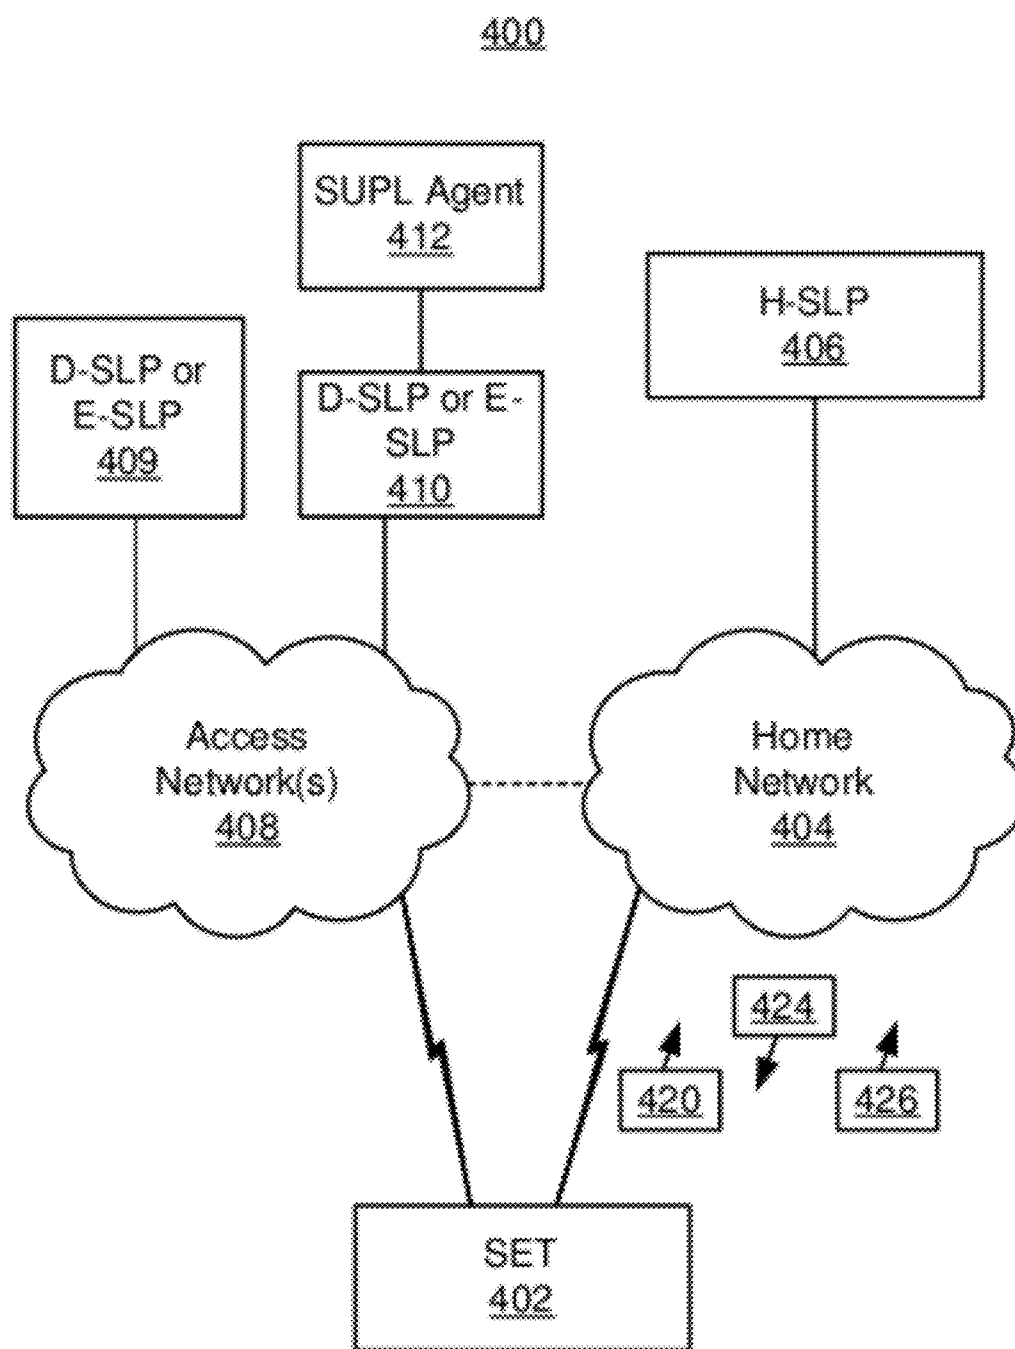 400
SUPL Agent
412
H-SLP
406
D-SLP or
E-SLP
409
D-SLP or E-
SLP
410
Access
Network(s)
408
Home
Network
404
424
420
426
SET
402